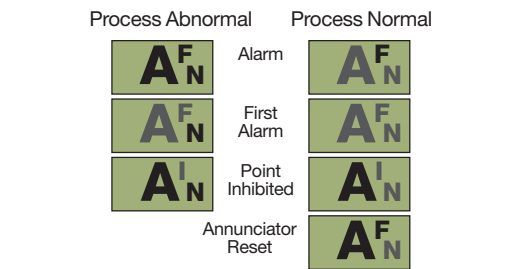 Process Abnormal Process Normal
A F N Alarm A F N
A F N First Alarm A F N
A I N Point Inhibited A I N
Annunciator Reset A F N